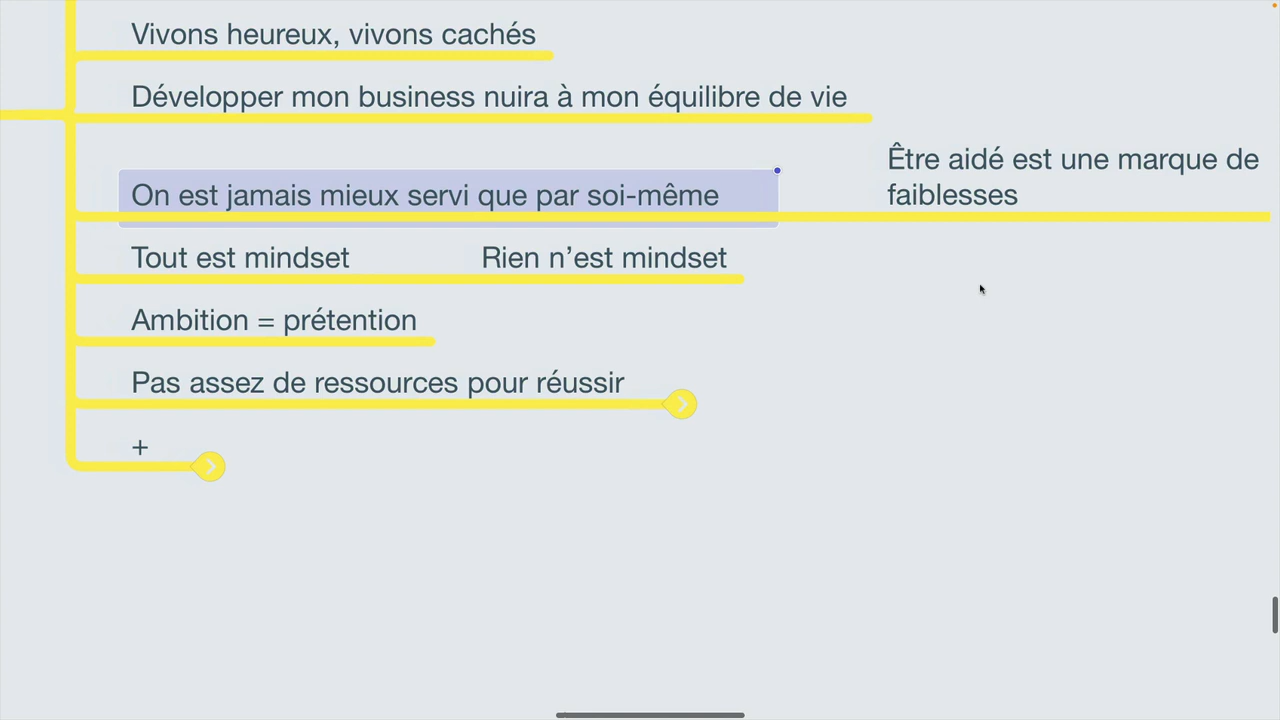 Vivons heureux, vivons cachés
Développer mon business nuira à mon équilibre de vie
On est jamais mieux servi que par soi-même
Être aidé est une marque de
faiblesses
Tout est mindset
Rien n’est mindset
Ambition = prétention
Pas assez de ressources pour réussir
+